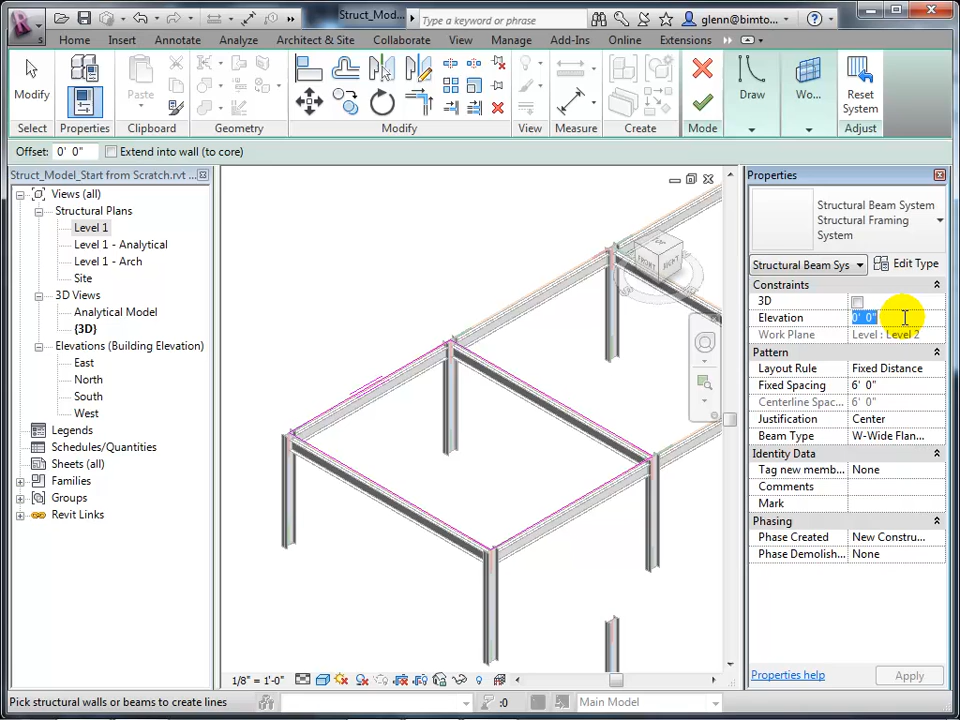 Struct_Mod...
Type a keyword or phrase
glenn@bimto...
Home
Insert
Annotate
Analyze
Architect & Site
Collaborate
View
Manage
Add-Ins
Online
Extensions
Modify
Paste
Wo...
Draw
Reset
System
Select
Properties
Clipboard
Geometry
Modify
View
Measure
Create
Mode
Adjust
Offset: 0' 0"
Extend into wall (to core)
Struct_Model_Start from Scratch.rvt ...
Views (all)
Structural Plans
Level 1
Level 1 - Analytical
Level 1 - Arch
Site
3D Views
Analytical Model
{3D}
Elevations (Building Elevation)
East
North
South
West
Legends
Schedules/Quantities
Sheets (all)
Families
Groups
Revit Links
FRONT
RIGHT
Properties
Structural Beam System
Structural Framing
System
Structural Beam Sys
Edit Type
Constraints
3D
Elevation 0' 0"
Work Plane Level : Level 2
Pattern
Layout Rule Fixed Distance
Fixed Spacing 6' 0"
Centerline Spac... 6' 0"
Justification Center
Beam Type W-Wide Flan...
Identity Data
Tag new memb... None
Comments
Mark
Phasing
Phase Created New Constru...
Phase Demolish... None
Properties help
Apply
1/8" = 1'-0"
Pick structural walls or beams to create lines
:0
Main Model